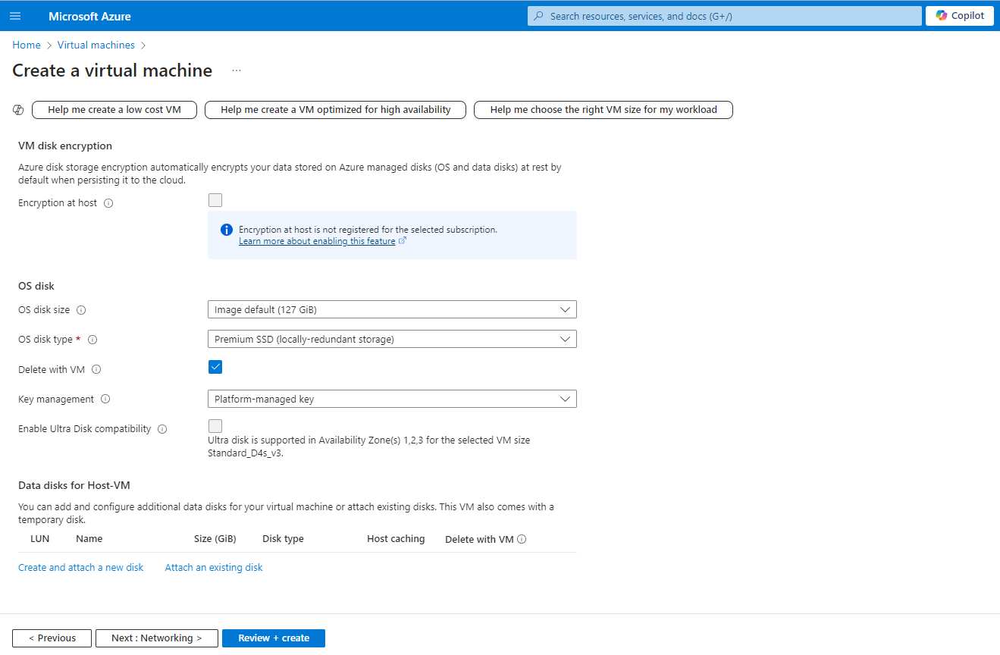 Microsoft Azure
Search resources, services, and docs (G+/)
Copilot
Home > Virtual machines >
Create a virtual machine ...
Help me create a low cost VM
Help me create a VM optimized for high availability
Help me choose the right VM size for my workload
VM disk encryption
Azure disk storage encryption automatically encrypts your data stored on Azure managed disks (OS and data disks) at rest by
default when persisting it to the cloud.
Encryption at host
Encryption at host is not registered for the selected subscription.
Learn more about enabling this feature
OS disk
OS disk size
Image default (127 GiB)
OS disk type *
Premium SSD (locally-redundant storage)
Delete with VM
Key management
Platform-managed key
Enable Ultra Disk compatibility
Ultra disk is supported in Availability Zone(s) 1,2,3 for the selected VM size
Standard_D4s_v3.
Data disks for Host-VM
You can add and configure additional data disks for your virtual machine or attach existing disks. This VM also comes with a
temporary disk.
LUN Name Size (GiB) Disk type Host caching Delete with VM
Create and attach a new disk Attach an existing disk
< Previous
Next : Networking >
Review + create